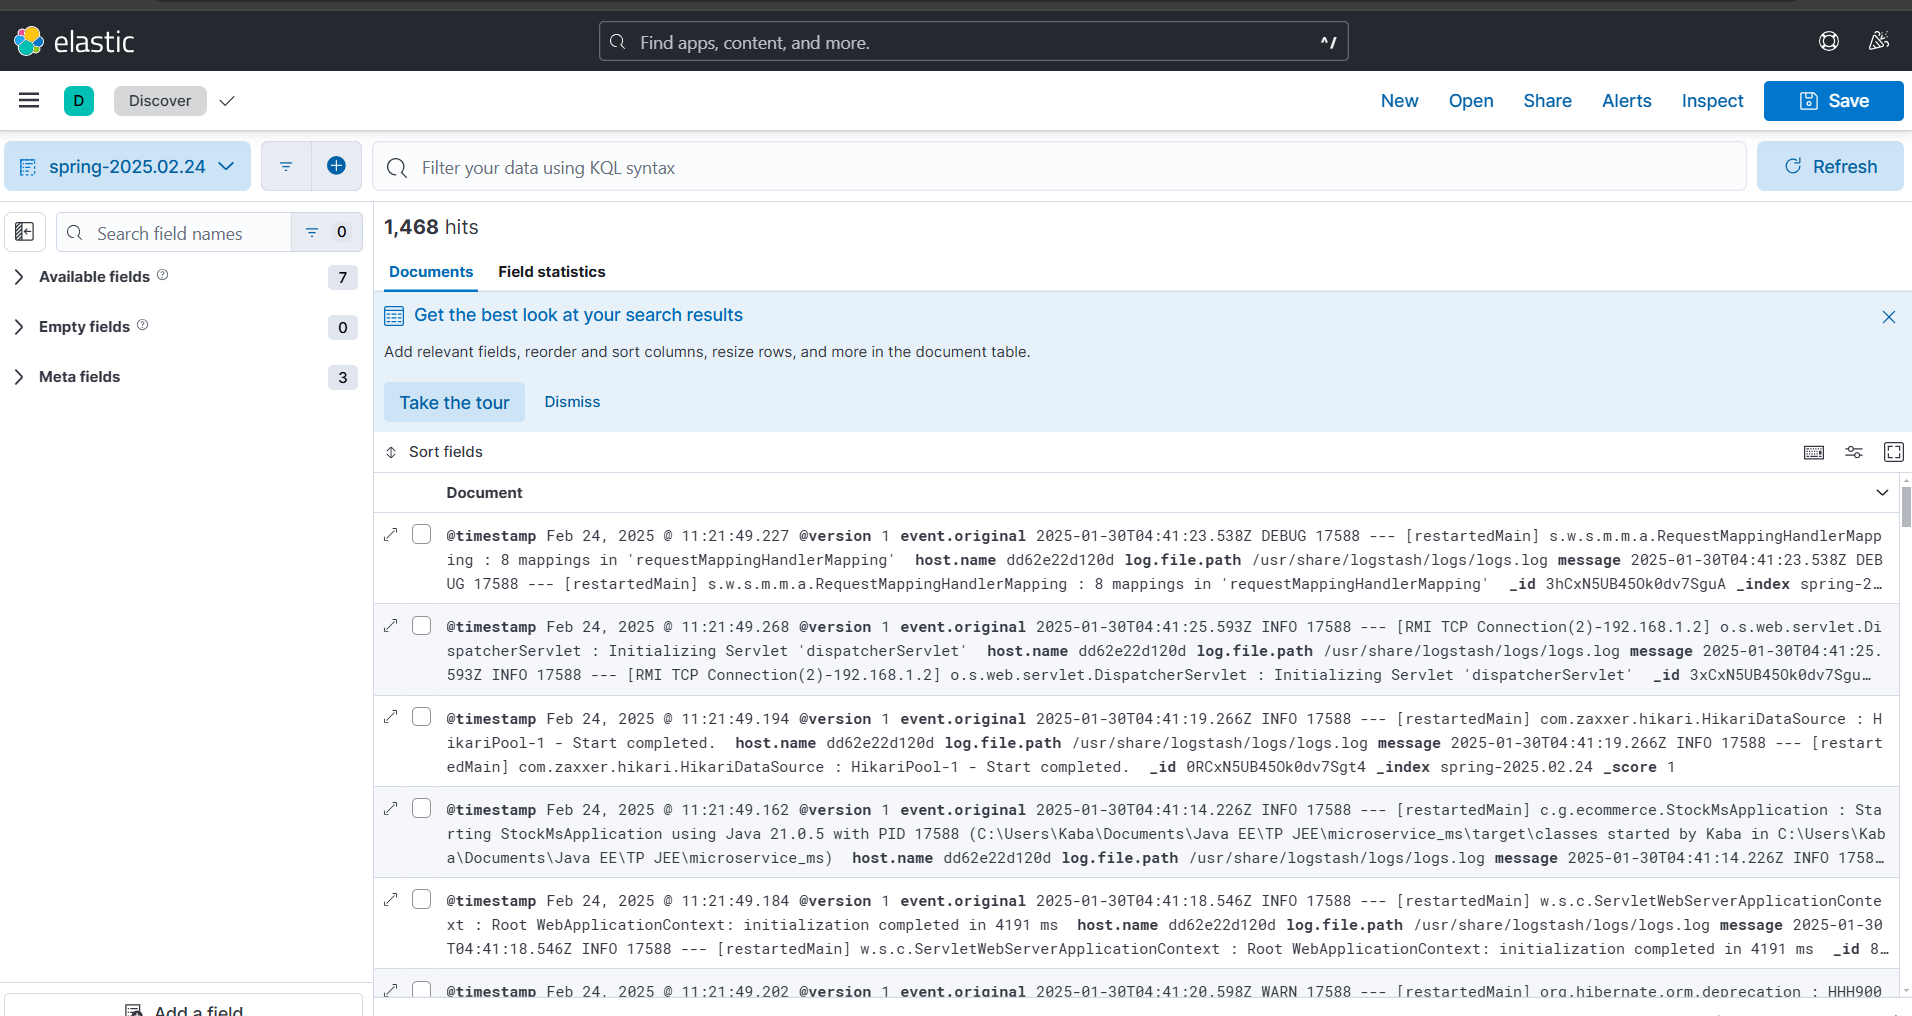 elastic
Find apps, content, and more.
^/
D
Discover
New
Open
Share
Alerts
Inspect
Save
spring-2025.02.24
Filter your data using KQL syntax
Refresh
Search field names
0
1,468 hits
Available fields
7
Documents
Field statistics
Empty fields
0
Get the best look at your search results
Add relevant fields, reorder and sort columns, resize rows, and more in the document table.
Meta fields
3
Take the tour
Dismiss
Sort fields
Document
@timestamp Feb 24, 2025 @ 11:21:49.227 @version 1 event.original 2025-01-30T04:41:23.538Z DEBUG 17588 --- [restartedMain] s.w.s.m.m.a.RequestMappingHandlerMapp
ing : 8 mappings in 'requestMappingHandlerMapping' host.name dd62e22d120d log.file.path /usr/share/logstash/logs/logs.log message 2025-01-30T04:41:23.538Z DEB
UG 17588 --- [restartedMain] s.w.s.m.m.a.RequestMappingHandlerMapping : 8 mappings in 'requestMappingHandlerMapping' _id 3hCxN5UB45Ok0dv7SguA _index spring-2…
@timestamp Feb 24, 2025 @ 11:21:49.268 @version 1 event.original 2025-01-30T04:41:25.593Z INFO 17588 --- [RMI TCP Connection(2)-192.168.1.2] o.s.web.servlet.Di
spatcherServlet : Initializing Servlet 'dispatcherServlet' host.name dd62e22d120d log.file.path /usr/share/logstash/logs/logs.log message 2025-01-30T04:41:25.
593Z INFO 17588 --- [RMI TCP Connection(2)-192.168.1.2] o.s.web.servlet.DispatcherServlet : Initializing Servlet 'dispatcherServlet' _id 3xCxN5UB45Ok0dv7Sgu…
@timestamp Feb 24, 2025 @ 11:21:49.194 @version 1 event.original 2025-01-30T04:41:19.266Z INFO 17588 --- [restartedMain] com.zaxxer.hikari.HikariDataSource : H
ikariPool-1 - Start completed. host.name dd62e22d120d log.file.path /usr/share/logstash/logs/logs.log message 2025-01-30T04:41:19.266Z INFO 17588 --- [restart
edMain] com.zaxxer.hikari.HikariDataSource : HikariPool-1 - Start completed. _id 0RCxN5UB45Ok0dv7Sgt4 _index spring-2025.02.24 _score 1
@timestamp Feb 24, 2025 @ 11:21:49.162 @version 1 event.original 2025-01-30T04:41:14.226Z INFO 17588 --- [restartedMain] c.g.ecommerce.StockMsApplication : Sta
rting StockMsApplication using Java 21.0.5 with PID 17588 (C:\Users\Kaba\Documents\Java EE\TP JEE\microservice_ms\target\classes started by Kaba in C:\Users\Kab
a\Documents\Java EE\TP JEE\microservice_ms) host.name dd62e22d120d log.file.path /usr/share/logstash/logs/logs.log message 2025-01-30T04:41:14.226Z INFO 1758…
@timestamp Feb 24, 2025 @ 11:21:49.184 @version 1 event.original 2025-01-30T04:41:18.546Z INFO 17588 --- [restartedMain] w.s.c.ServletWebServerApplicationConte
xt : Root WebApplicationContext: initialization completed in 4191 ms host.name dd62e22d120d log.file.path /usr/share/logstash/logs/logs.log message 2025-01-30
T04:41:18.546Z INFO 17588 --- [restartedMain] w.s.c.ServletWebServerApplicationContext : Root WebApplicationContext: initialization completed in 4191 ms _id 8…
@timestamp Feb 24, 2025 @ 11:21:49.202 @version 1 event.original 2025-01-30T04:41:20.598Z WARN 17588 --- [restartedMain] org.hibernate.orm.deprecation : HHH900
Add a field